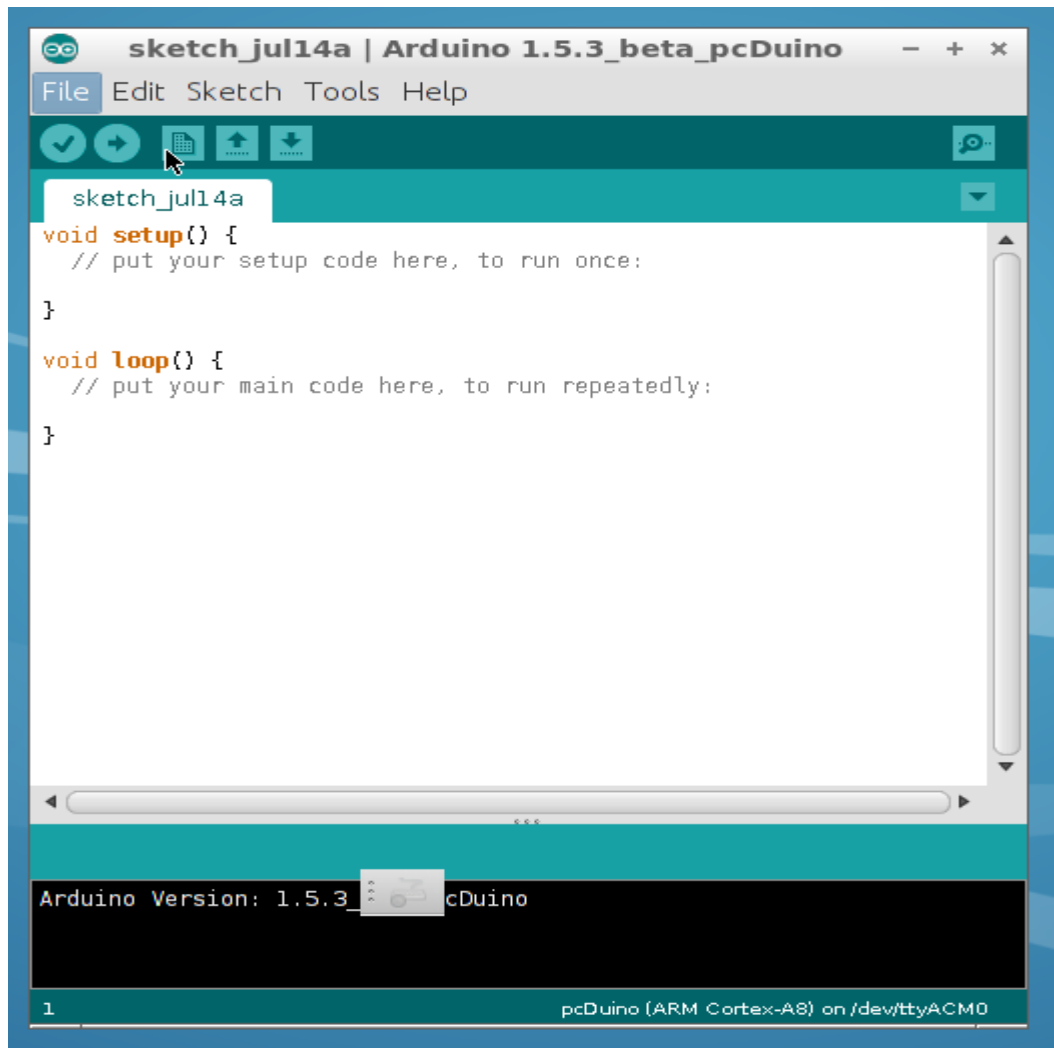 sketch_jul14a | Arduino 1.5.3_beta_pcDuino
File Edit Sketch Tools Help
sketch_jul14a
void setup() {
  // put your setup code here, to run once:
}
void loop() {
  // put your main code here, to run repeatedly:
}
Arduino Version: 1.5.3_ cDuino
1 pcDuino (ARM Cortex-A8) on /dev/ttyACM0